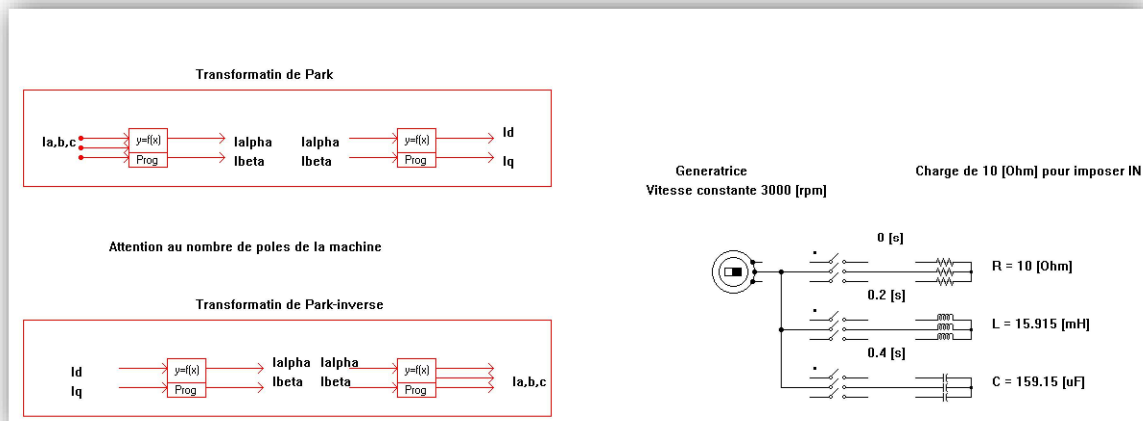 Transformatin de Park
Ia,b,c
y=f(x)
Prog
Ialpha
Ibeta
Ialpha
Ibeta
y=f(x)
Prog
Id
Iq
Attention au nombre de poles de la machine
Transformatin de Park-inverse
Id
Iq
y=f(x)
Prog
Ialpha
Ibeta
Ialpha
Ibeta
y=f(x)
Prog
Ia,b,c
Generatrice
Vitesse constante 3000 [rpm]
Charge de 10 [Ohm] pour imposer IN
0 [s]
R = 10 [Ohm]
0.2 [s]
L = 15.915 [mH]
0.4 [s]
C = 159.15 [uF]